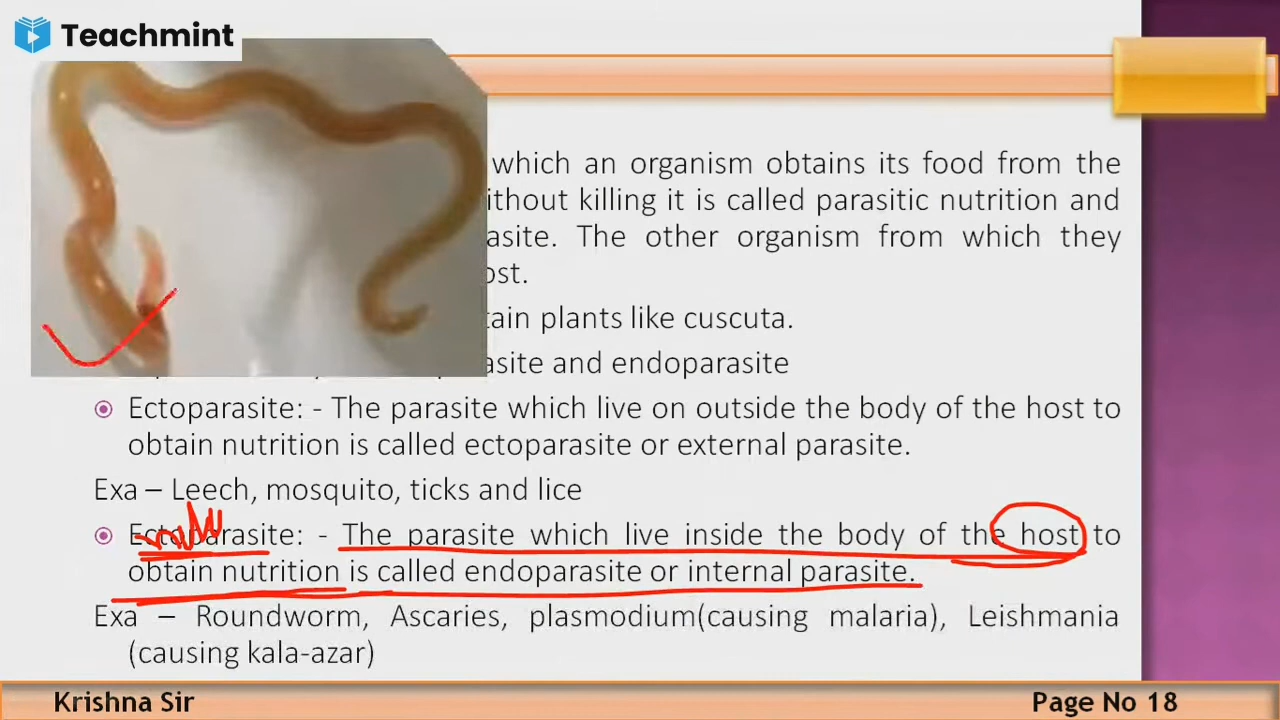 Teachmint
which an organism obtains its food from the
ithout killing it is called parasitic nutrition and
asite. The other organism from which they
ost.
tain plants like cuscuta.
asite and endoparasite
Ectoparasite: - The parasite which live on outside the body of the host to
obtain nutrition is called ectoparasite or external parasite.
Exa – Leech, mosquito, ticks and lice
Ectoparasite: - The parasite which live inside the body of the host to
obtain nutrition is called endoparasite or internal parasite.
Exa – Roundworm, Ascaries, plasmodium(causing malaria), Leishmania
(causing kala-azar)
Krishna Sir
Page No 18